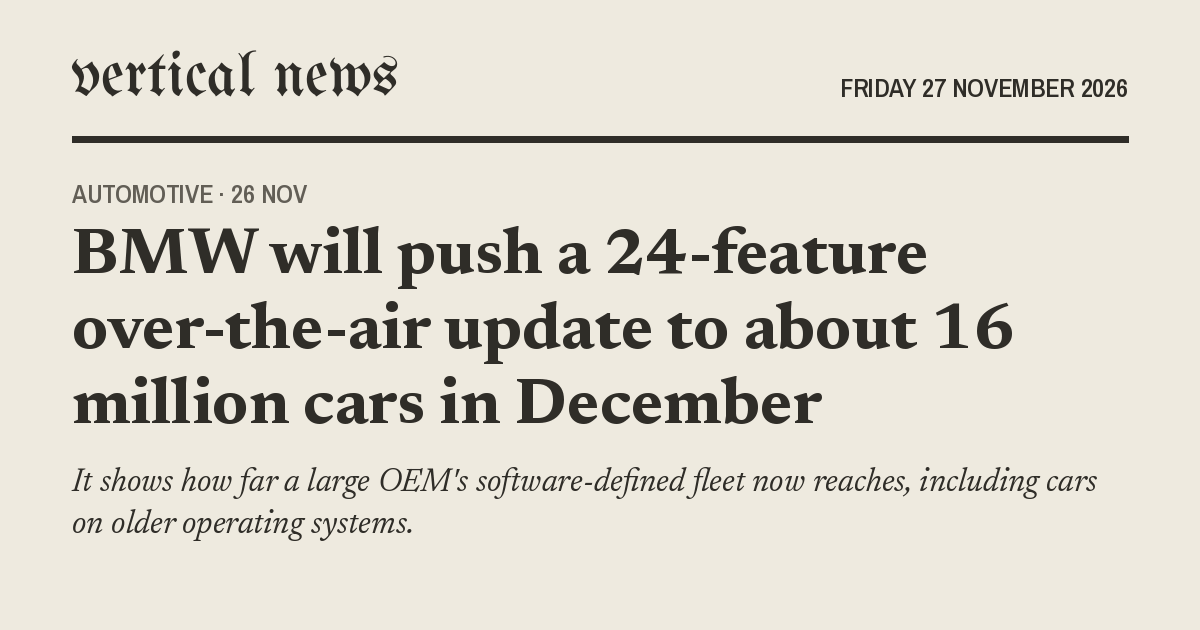 vertical news
FRIDAY 27 NOVEMBER 2026
AUTOMOTIVE · 26 NOV
BMW will push a 24-feature
over-the-air update to about 16
million cars in December
It shows how far a large OEM's software-defined fleet now reaches, including cars
on older operating systems.